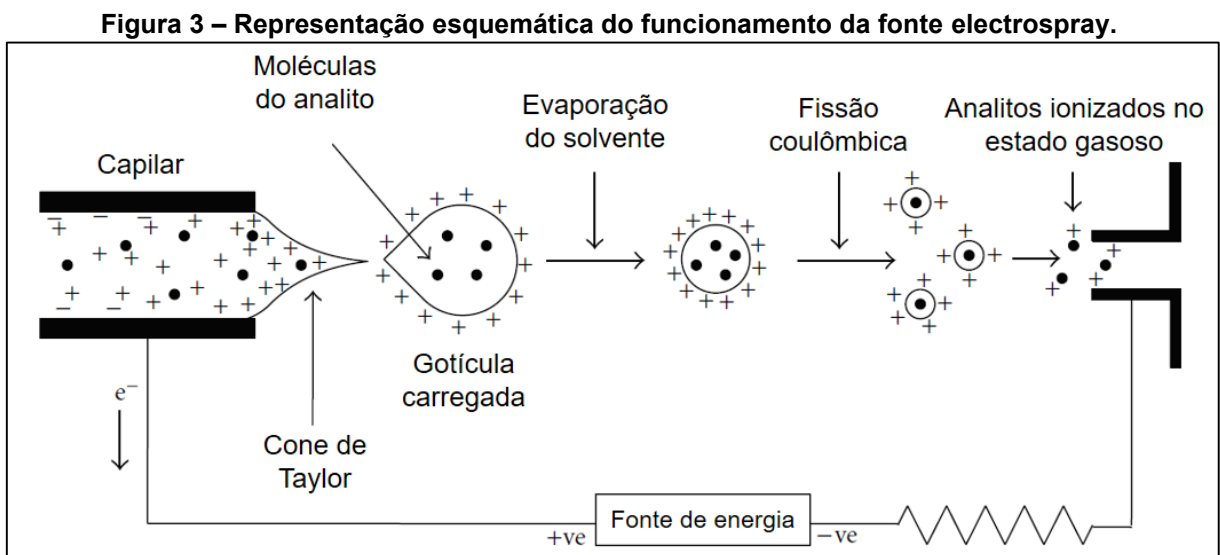 Figura 3 – Representação esquemática do funcionamento da fonte electrospray.
Moléculas
do analito
Evaporação
do solvente
Fissão
coulômbica
Analitos ionizados no
estado gasoso
Capilar
Gotícula
carregada
e⁻
Cone de
Taylor
+ve
Fonte de energia
−ve